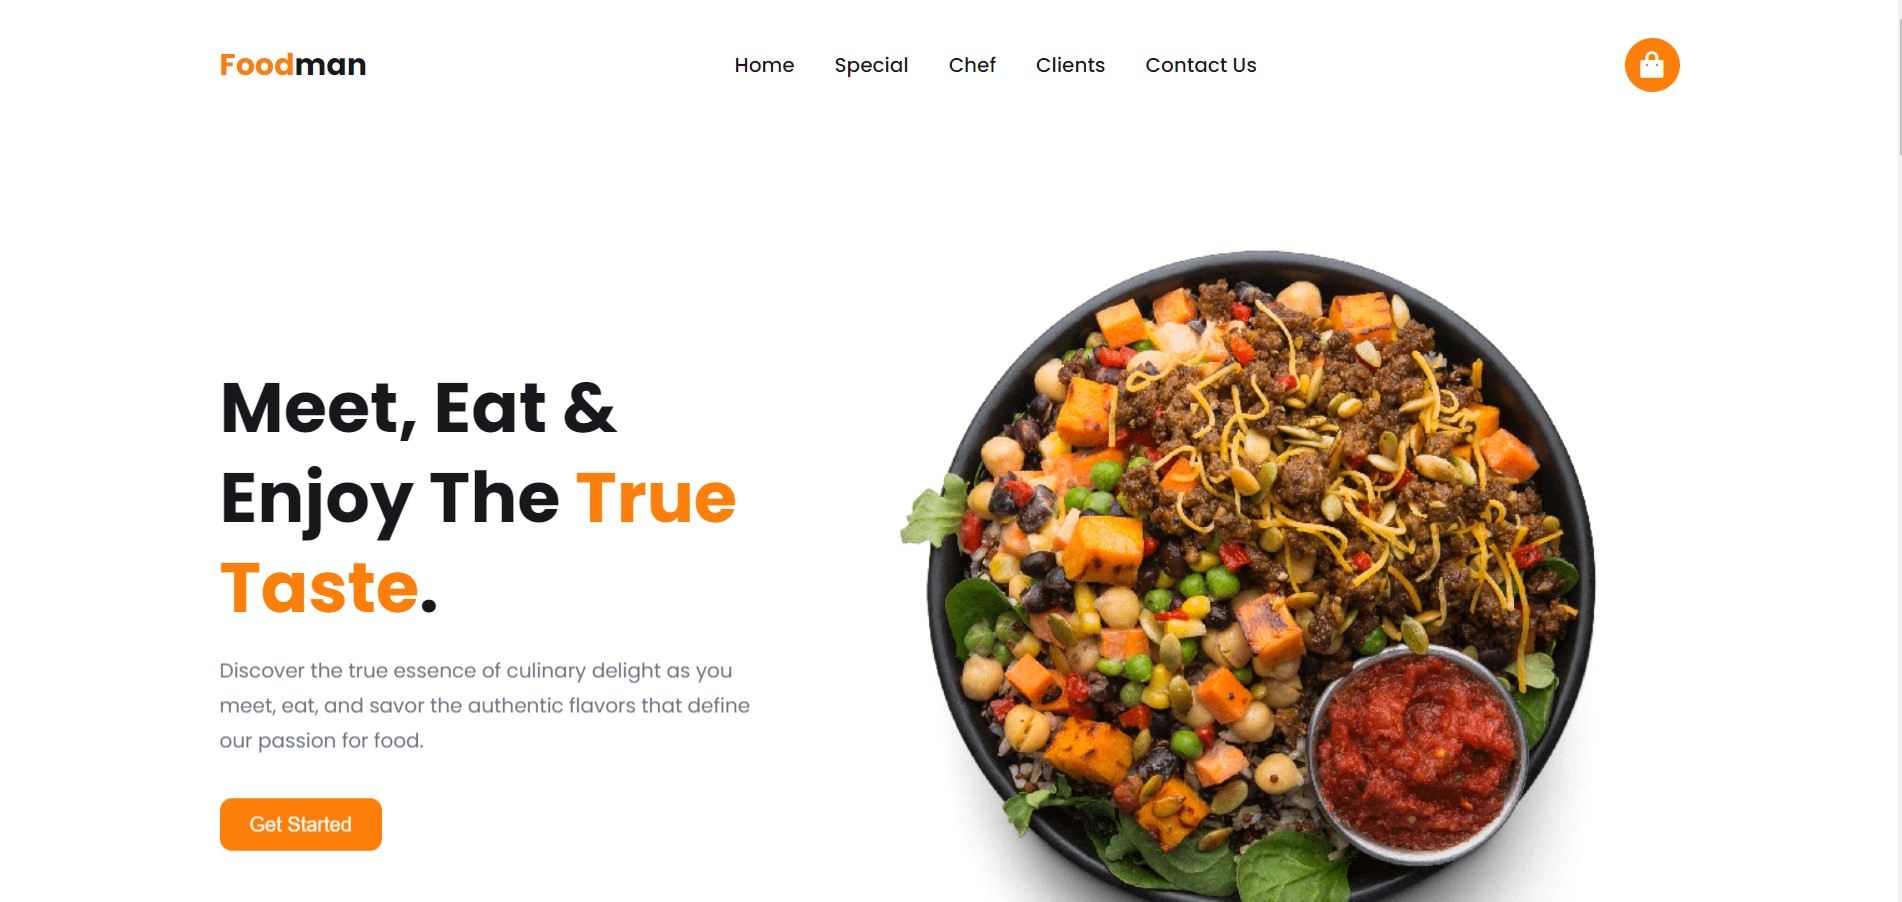 Foodman
Home Special Chef Clients Contact Us
Meet, Eat &
Enjoy The True
Taste.
Discover the true essence of culinary delight as you
meet, eat, and savor the authentic flavors that define
our passion for food.
Get Started